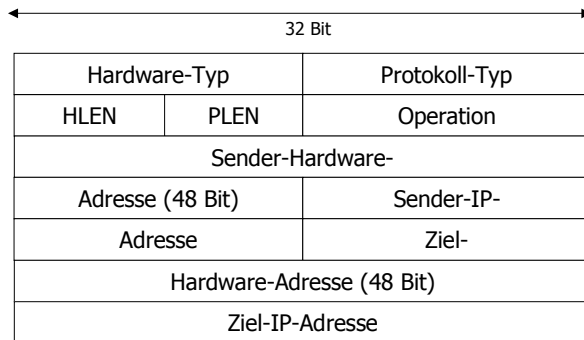 32 Bit
Hardware-Typ Protokoll-Typ
HLEN PLEN Operation
Sender-Hardware-
Adresse (48 Bit) Sender-IP-
Adresse Ziel-
Hardware-Adresse (48 Bit)
Ziel-IP-Adresse